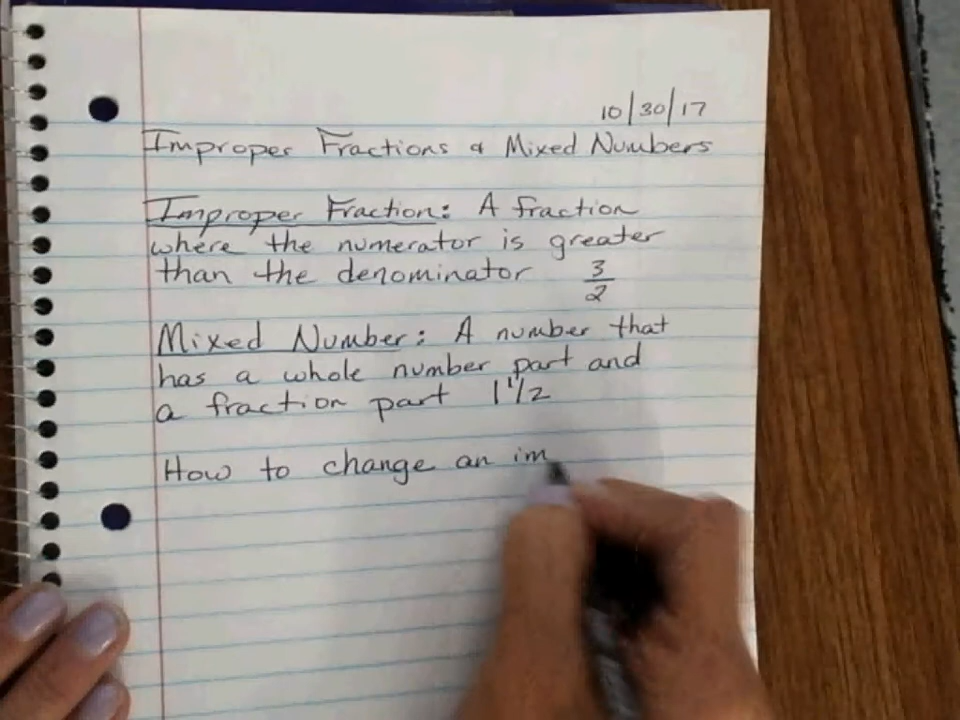 10/30/17
Improper Fractions & Mixed Numbers
Improper Fraction: A fraction
where the numerator is greater
than the denominator 3/2
Mixed Number: A number that
has a whole number part and
a fraction part 1 1/2
How to change an im